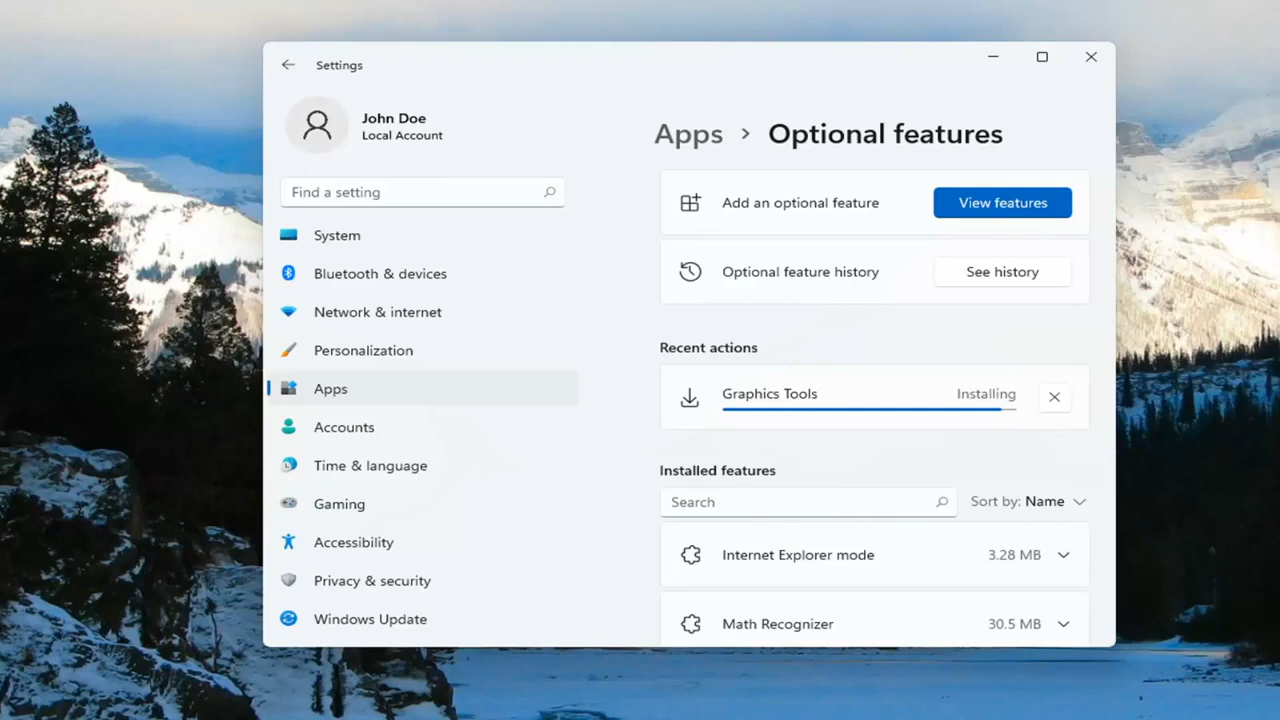 Settings
John Doe
Local Account
Find a setting
System
Bluetooth & devices
Network & internet
Personalization
Apps
Accounts
Time & language
Gaming
Accessibility
Privacy & security
Windows Update
Apps > Optional features
Add an optional feature View features
Optional feature history See history
Recent actions
Graphics Tools Installing
Installed features
Search Sort by: Name
Internet Explorer mode 3.28 MB
Math Recognizer 30.5 MB